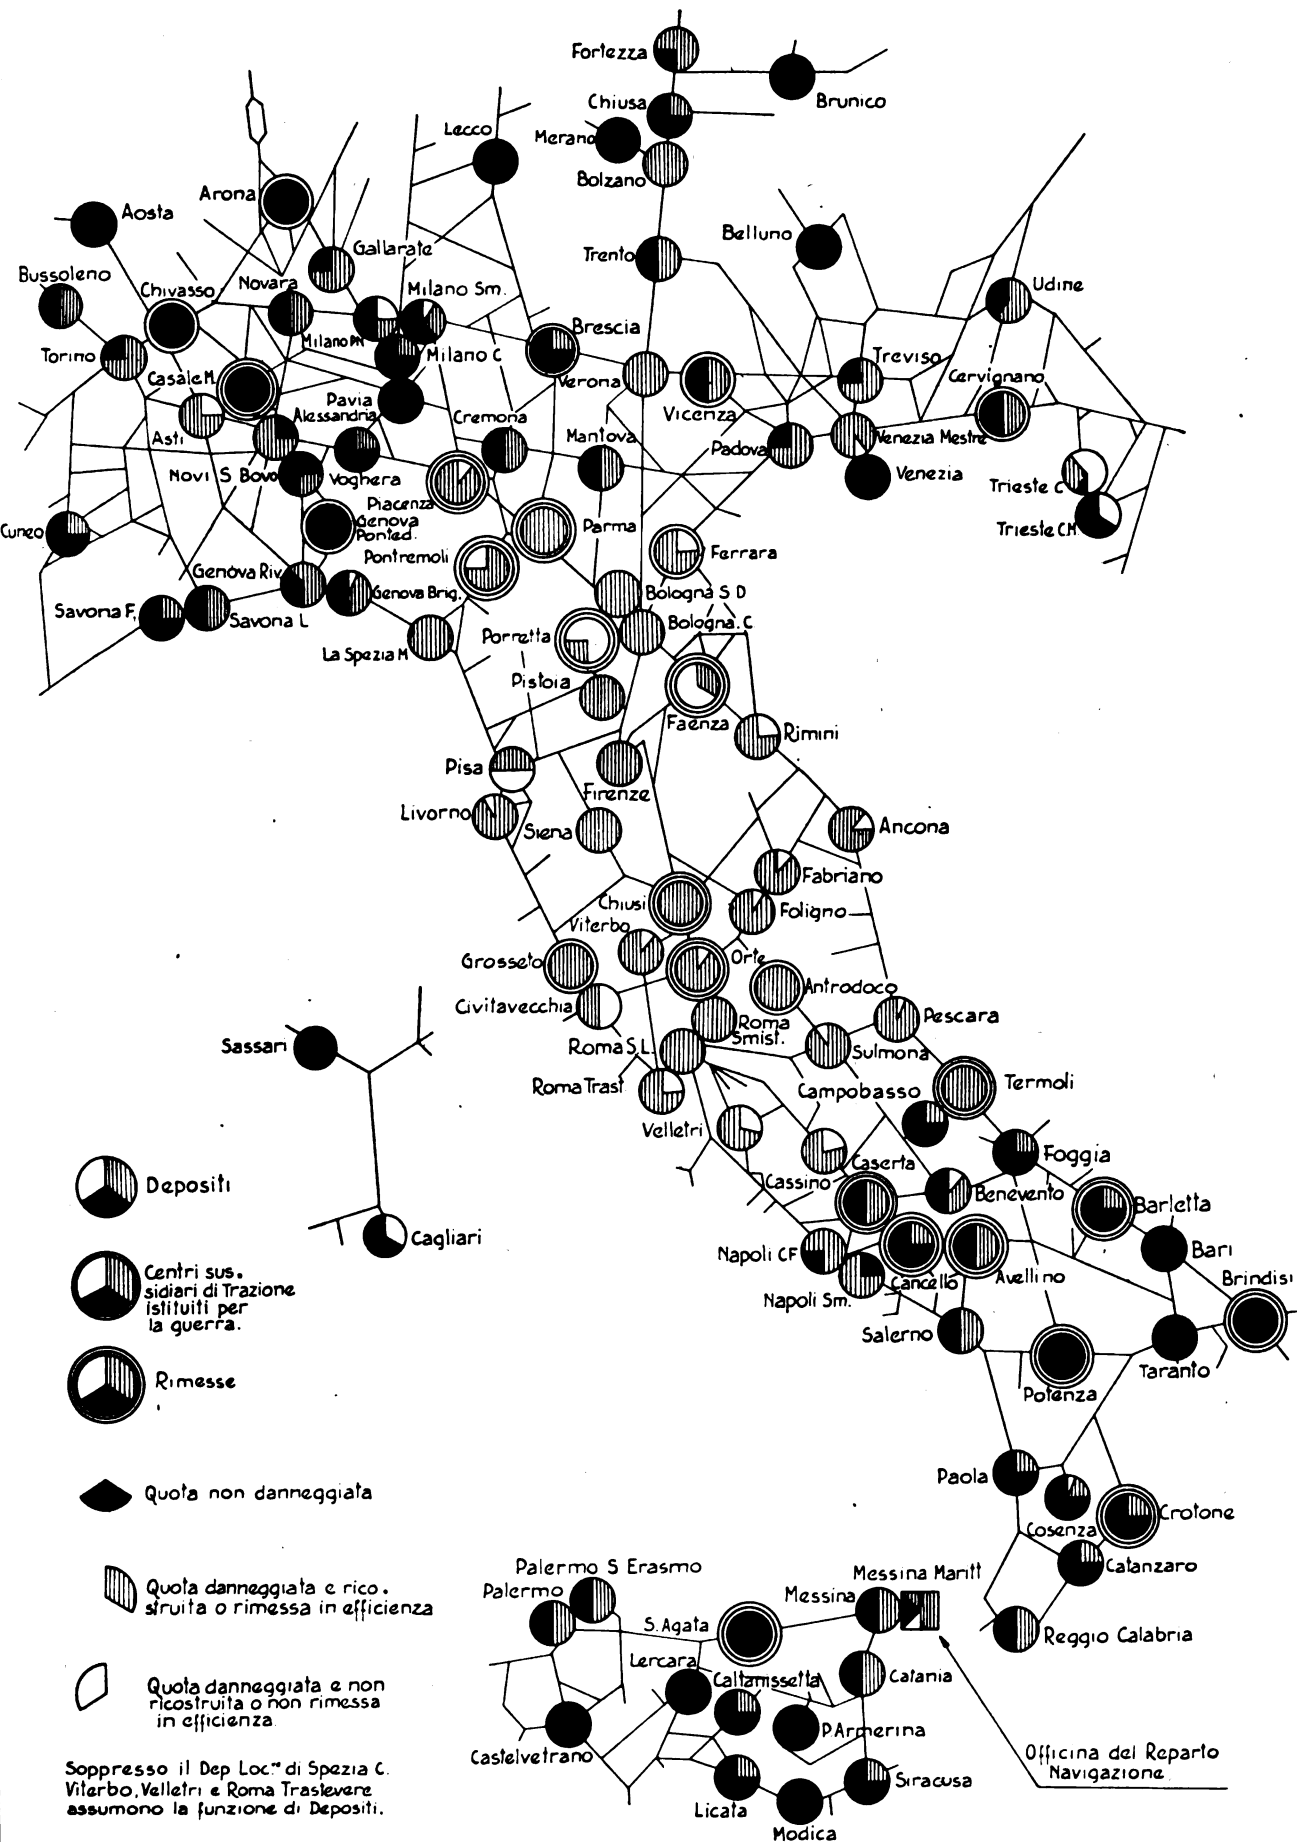 Fortezza
Brunico
Chiusa
Merano
Bolzano
Lecco
Arona
Aosta
Gallarate
Trento
Belluno
Bussoleno
Chivasso
Novara
Milano Sm.
Udine
Torino
Milano PN
Milano C
Brescia
Treviso
Casale M.
Verona
Cervignano
Pavia
Alessandria
Cremona
Vicenza
Asti
Mantova
Padova
Venezia Mestre
Novi S Bovo
Voghera
Venezia
Trieste C
Piacenza
Genova
Ponted.
Parma
Trieste C.M.
Cuneo
Pontremoli
Ferrara
Genova Riv.
Genova Brig.
Bologna S D
Savona F.
Savona L
Bologna.C
La Spezia M
Porretta
Pistoia
Faenza
Rimini
Pisa
Firenze
Livorno
Siena
Ancona
Fabriano
Chiusi
Foligno
Viterbo
Grosseto
Orte
Antrodoco
Civitavecchia
Roma
Smist.
Pescara
Sassari
Roma S.L.
Sulmona
Roma Trast
Campobasso
Termoli
Velletri
Cassino
Caserta
Foggia
Benevento
Barletta
Cagliari
Napoli CF
Cancello
Avellino
Bari
Brindisi
Napoli Sm.
Salerno
Potenza
Taranto
Paola
Cosenza
Crotone
Catanzaro
Reggio Calabria
Palermo S Erasmo
Palermo
S.Agata
Messina
Messina Maritt
Lercara
Caltanissetta
Catania
Castelvetrano
P.Armerina
Licata
Modica
Siracusa
Officina del Reparto
Navigazione
Depositi
Centri sus.
sidiari di Trazione
istituiti per
la guerra.
Rimesse
Quota non danneggiata
Quota danneggiata e rico.
struita o rimessa in efficienza
Quota danneggiata e non
ricostruita o non rimessa
in efficienza
Soppresso il Dep Loc.ve di Spezia C.
Viterbo, Velletri e Roma Trastevere
assumono la funzione di Depositi.